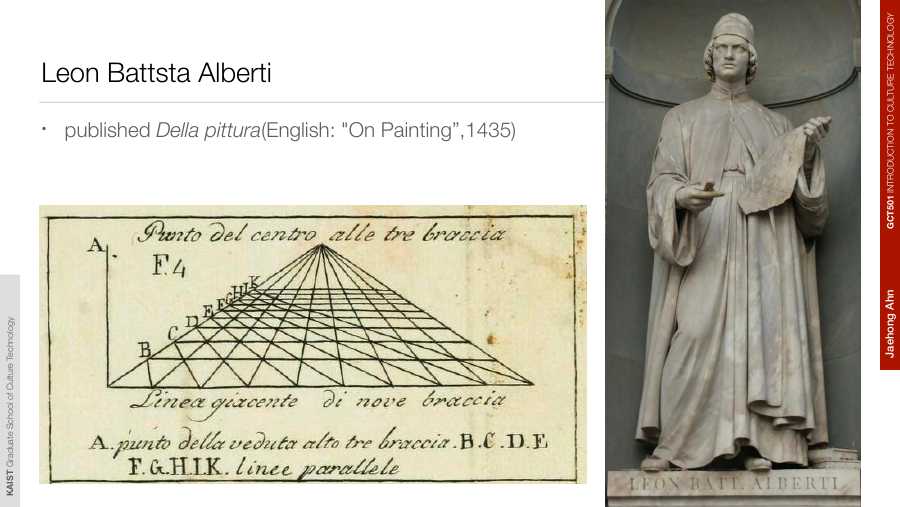 Leon Battsta Alberti
• published Della pittura(English: "On Painting”,1435)
Punto del centro alle tre braccia
A
F.4
B C D E F G H I K
Linea giacente di nove braccia
A. punto della veduta alto tre braccia. B. C. D. E
F. G. H. I. K. linee parallele
LEON BATT. ALBERTI
GCT501 INTRODUCTION TO CULTURE TECHNOLOGY
Jaehong Ahn
KAIST Graduate School of Culture Technology